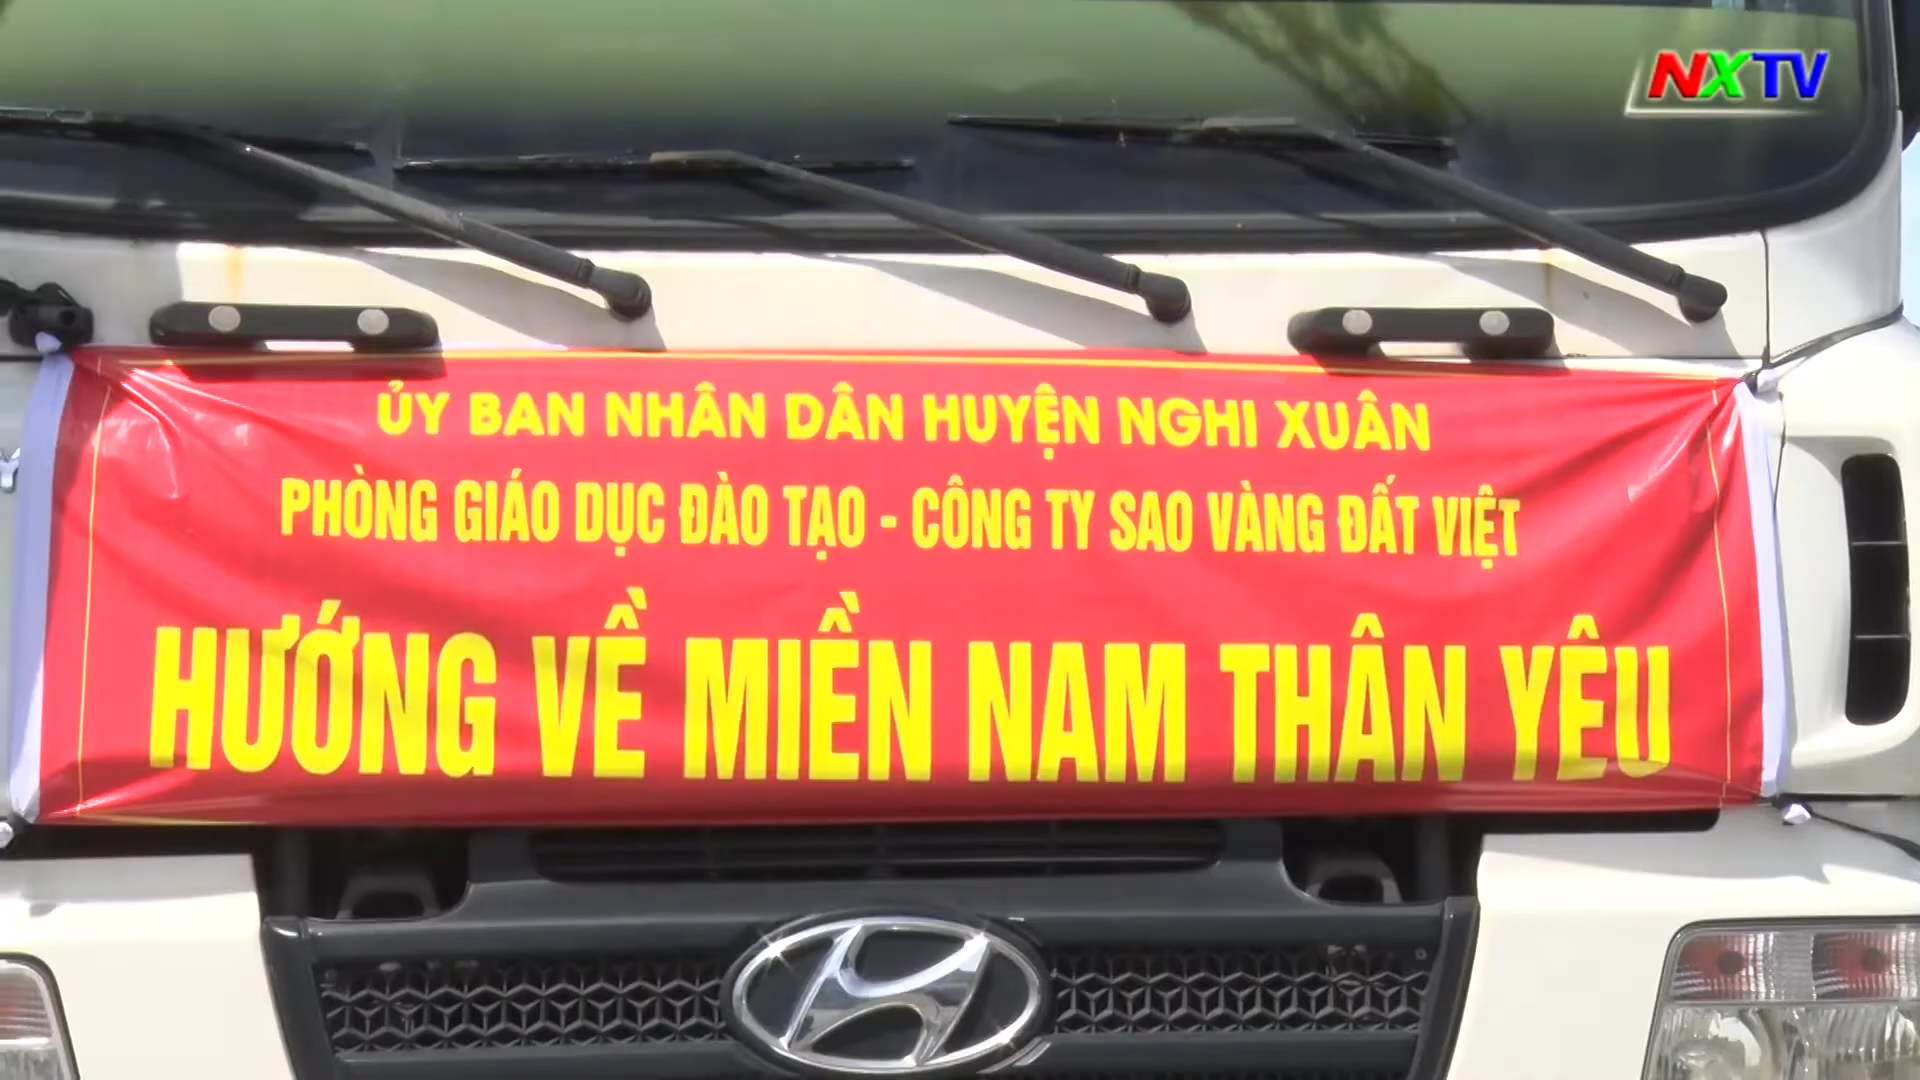 NXTV
ỦY BAN NHÂN DÂN HUYỆN NGHI XUÂN
PHÒNG GIÁO DỤC ĐÀO TẠO - CÔNG TY SAO VÀNG ĐẤT VIỆT
HƯỚNG VỀ MIỀN NAM THÂN YÊU